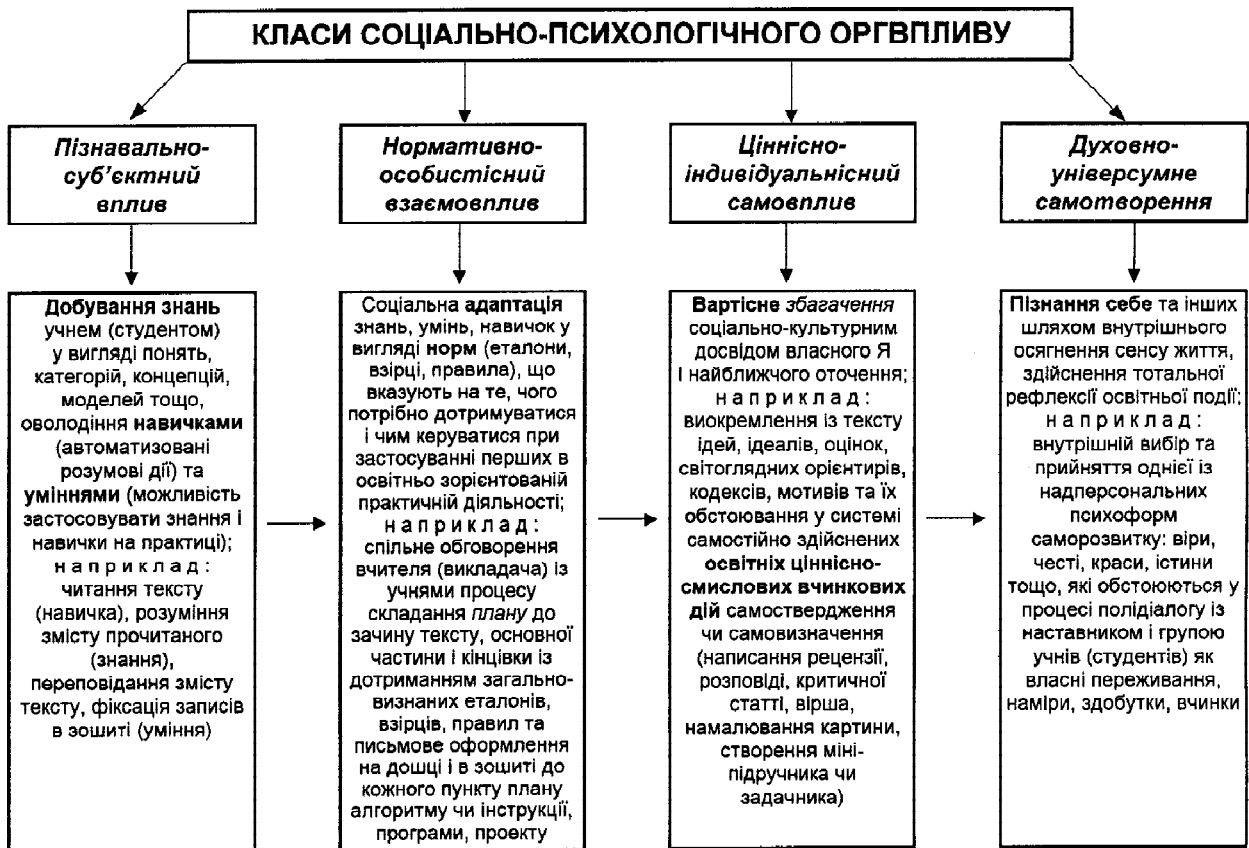 КЛАСИ СОЦІАЛЬНО-ПСИХОЛОГІЧНОГО ОРГВПЛИВУ
Пізнавально-
суб’єктний
вплив
Нормативно-
особистісний
взаємовплив
Ціннісно-
індивідуальнісний
самовплив
Духовно-
універсумне
самотворення
Добування знань
учнем (студентом)
у вигляді понять,
категорій, концепцій,
моделей тощо,
оволодіння навичками
(автоматизовані
розумові дії) та
уміннями (можливість
застосовувати знання і
навички на практиці);
наприклад:
читання тексту
(навичка), розуміння
змісту прочитаного
(знання),
переповідання змісту
тексту, фіксація записів
в зошиті (уміння)
Соціальна адаптація
знань, умінь, навичок у
вигляді норм (еталони,
взірці, правила), що
вказують на те, чого
потрібно дотримуватися
і чим керуватися при
застосуванні перших в
освітньо зорієнтованій
практичній діяльності;
наприклад:
спільне обговорення
вчителя (викладача) із
учнями процесу
складання плану до
зачину тексту, основної
частини і кінцівки із
дотриманням загально-
визнаних еталонів,
взірців, правил та
письмове оформлення
на дошці і в зошиті до
кожного пункту плану
алгоритму чи інструкції,
програми, проекту
Вартісне збагачення
соціально-культурним
досвідом власного Я
і найближчого оточення;
наприклад:
виокремлення із тексту
ідей, ідеалів, оцінок,
світоглядних орієнтирів,
кодексів, мотивів та їх
обстоювання у системі
самостійно здійснених
освітніх ціннісно-
смислових вчинкових
дій самоствердження
чи самовизначення
(написання рецензії,
розповіді, критичної
статті, вірша,
намалювання картини,
створення міні-
підручника чи
задачника)
Пізнання себе та інших
шляхом внутрішнього
осягнення сенсу життя,
здійснення тотальної
рефлексії освітньої події;
наприклад:
внутрішній вибір та
прийняття однієї із
надперсональних
психоформ
саморозвитку: віри,
честі, краси, істини
тощо, які обстоюються у
процесі полідіалогу із
наставником і групою
учнів (студентів) як
власні переживання,
наміри, здобутки, вчинки